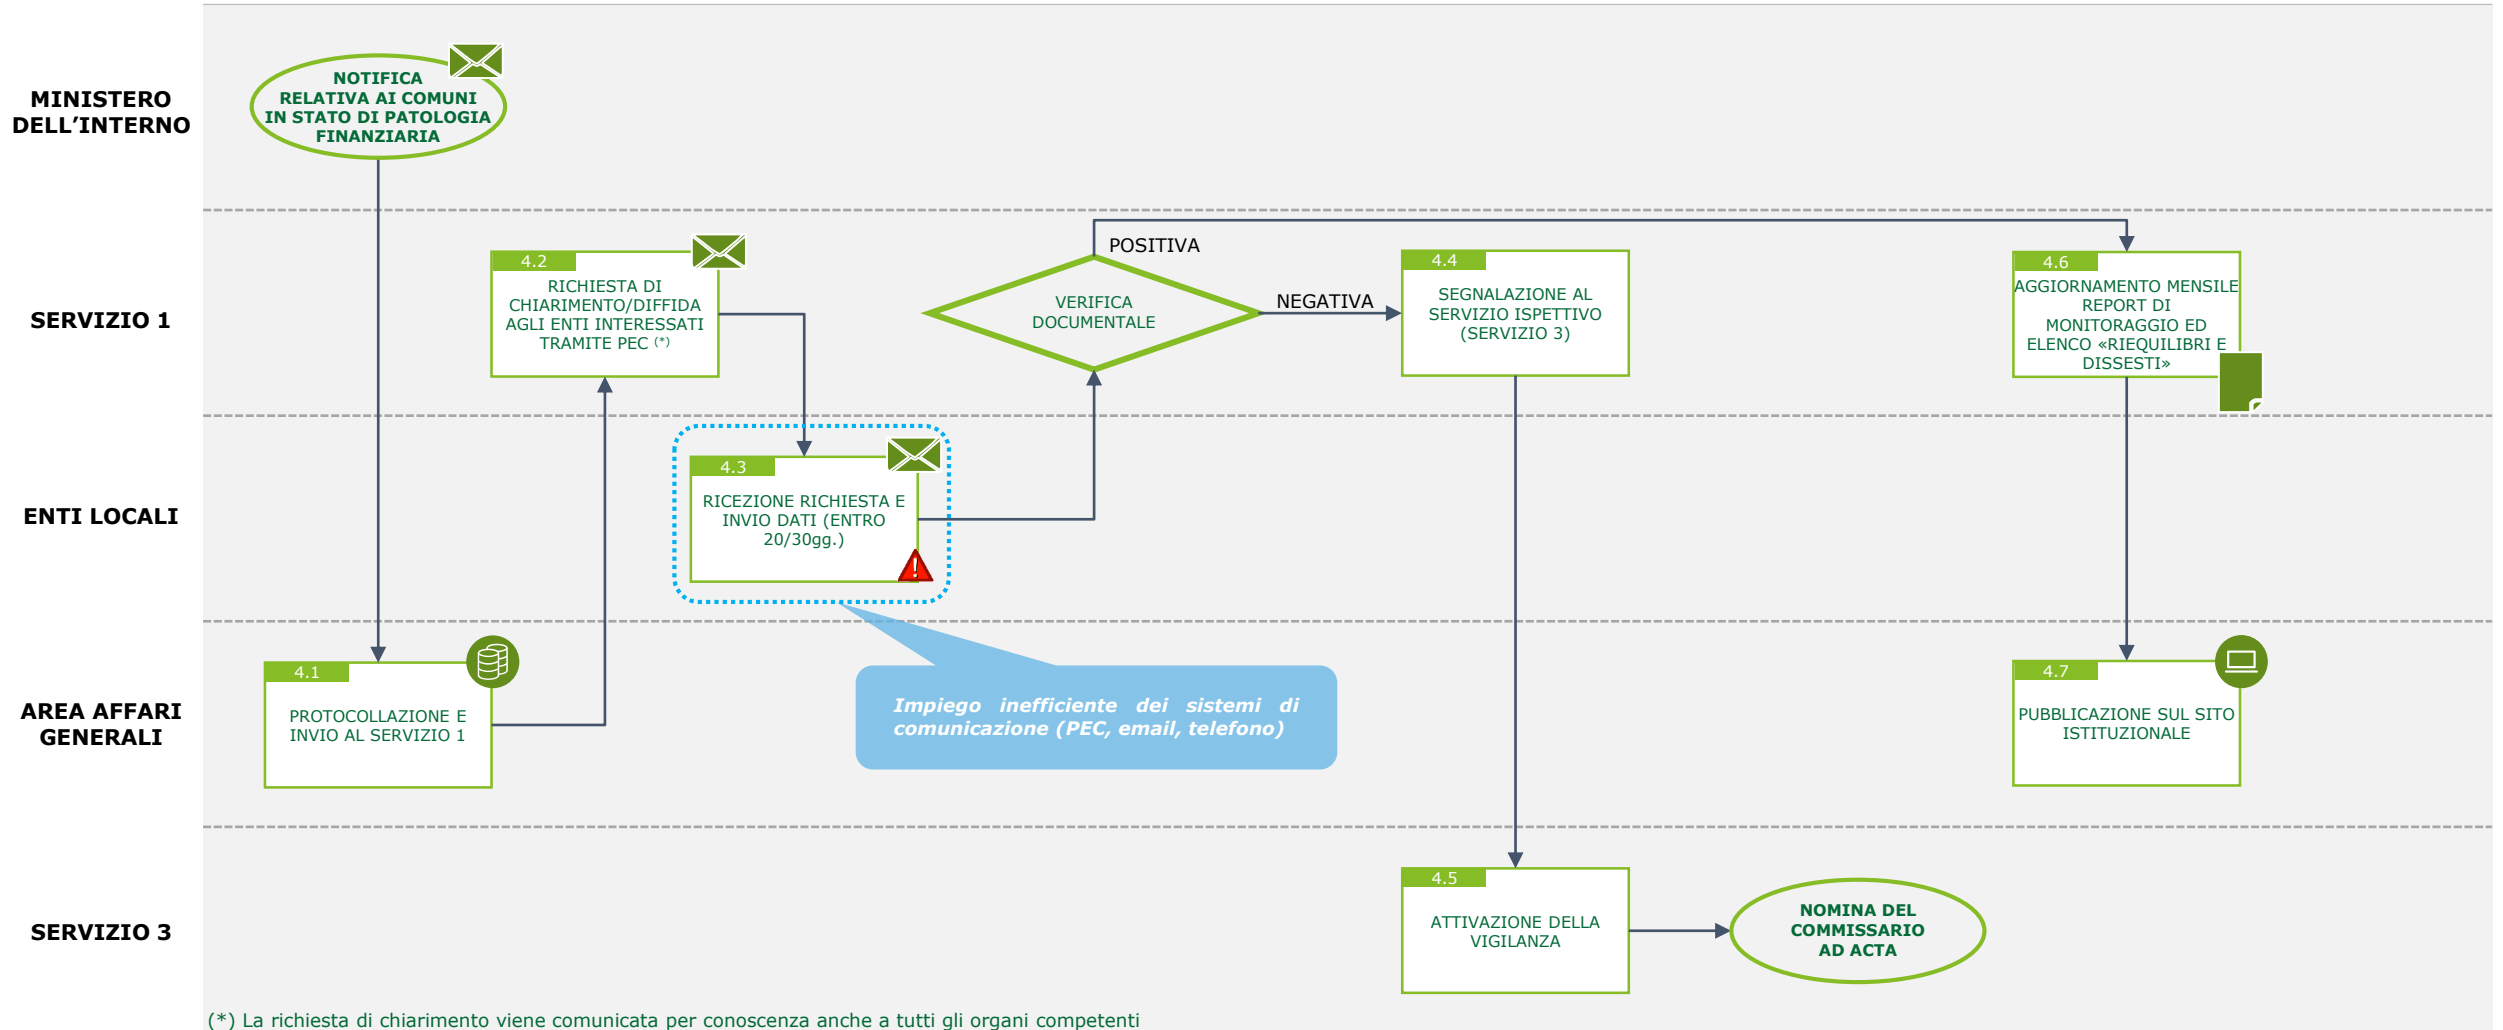 MINISTERO
DELL’INTERNO
NOTIFICA
RELATIVA AI COMUNI
IN STATO DI PATOLOGIA
FINANZIARIA
SERVIZIO 1
4.2
RICHIESTA DI
CHIARIMENTO/DIFFIDA
AGLI ENTI INTERESSATI
TRAMITE PEC (*)
VERIFICA
DOCUMENTALE
POSITIVA
NEGATIVA
4.4
SEGNALAZIONE AL
SERVIZIO ISPETTIVO
(SERVIZIO 3)
4.6
AGGIORNAMENTO MENSILE
REPORT DI
MONITORAGGIO ED
ELENCO «RIEQUILIBRI E
DISSESTI»
ENTI LOCALI
4.3
RICEZIONE RICHIESTA E
INVIO DATI (ENTRO
20/30gg.)
AREA AFFARI
GENERALI
4.1
PROTOCOLLAZIONE E
INVIO AL SERVIZIO 1
Impiego inefficiente dei sistemi di
comunicazione (PEC, email, telefono)
4.7
PUBBLICAZIONE SUL SITO
ISTITUZIONALE
SERVIZIO 3
4.5
ATTIVAZIONE DELLA
VIGILANZA
NOMINA DEL
COMMISSARIO
AD ACTA
(*) La richiesta di chiarimento viene comunicata per conoscenza anche a tutti gli organi competenti